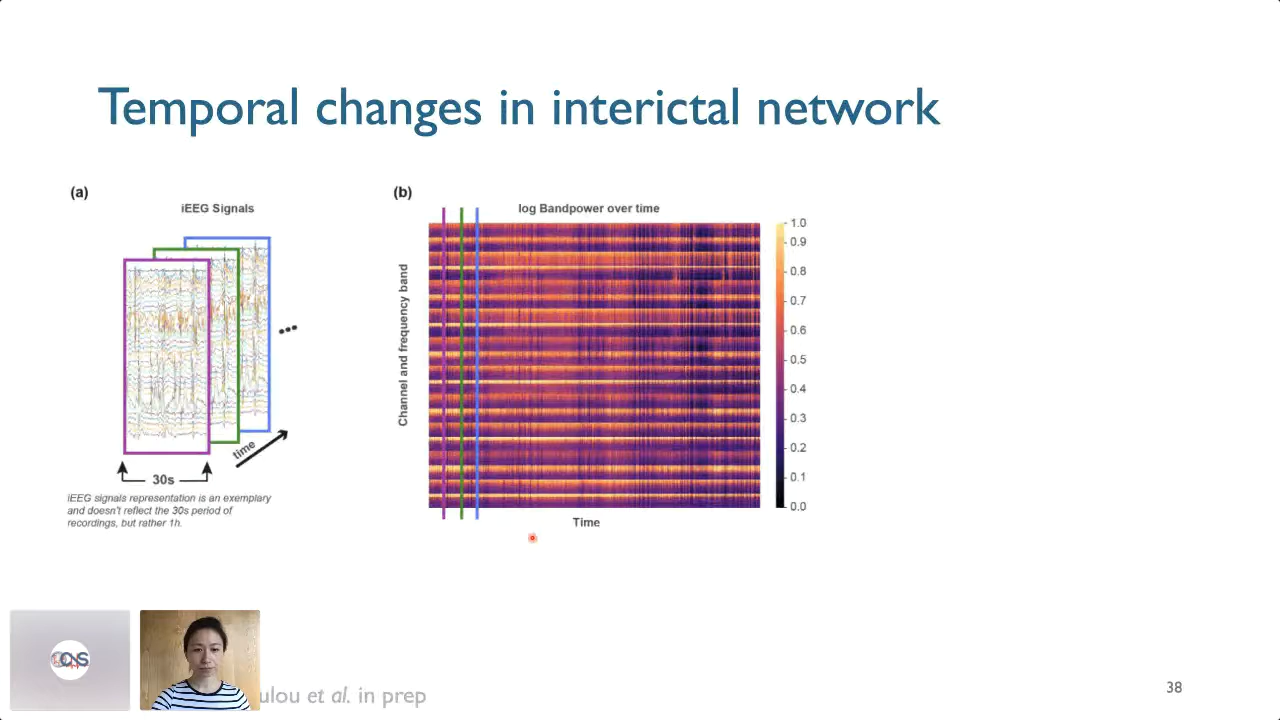 Temporal changes in interictal network
(a)
iEEG Signals
time
30s
iEEG signals representation is an exemplary
and doesn't reflect the 30s period of
recordings, but rather 1h.
(b)
log Bandpower over time
Channel and frequency band
Time
1.0
0.9
0.8
0.7
0.6
0.5
0.4
0.3
0.2
0.1
0.0
et al. in prep
38